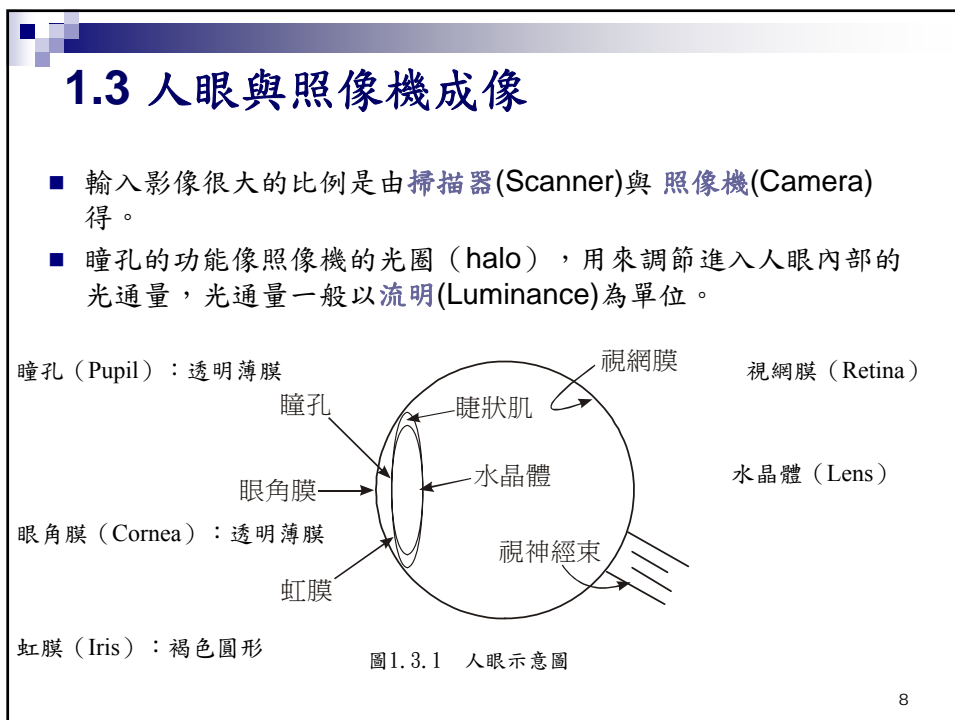 1.3 人眼與照像機成像
輸入影像很大的比例是由掃描器(Scanner)與 照像機(Camera)
得。
瞳孔的功能像照像機的光圈（halo），用來調節進入人眼內部的
光通量，光通量一般以流明(Luminance)為單位。
瞳孔（Pupil）：透明薄膜
視網膜
視網膜（Retina）
瞳孔
睫狀肌
眼角膜
水晶體
水晶體（Lens）
眼角膜（Cornea）：透明薄膜
視神經束
虹膜
虹膜（Iris）：褐色圓形
圖1.3.1 人眼示意圖
8